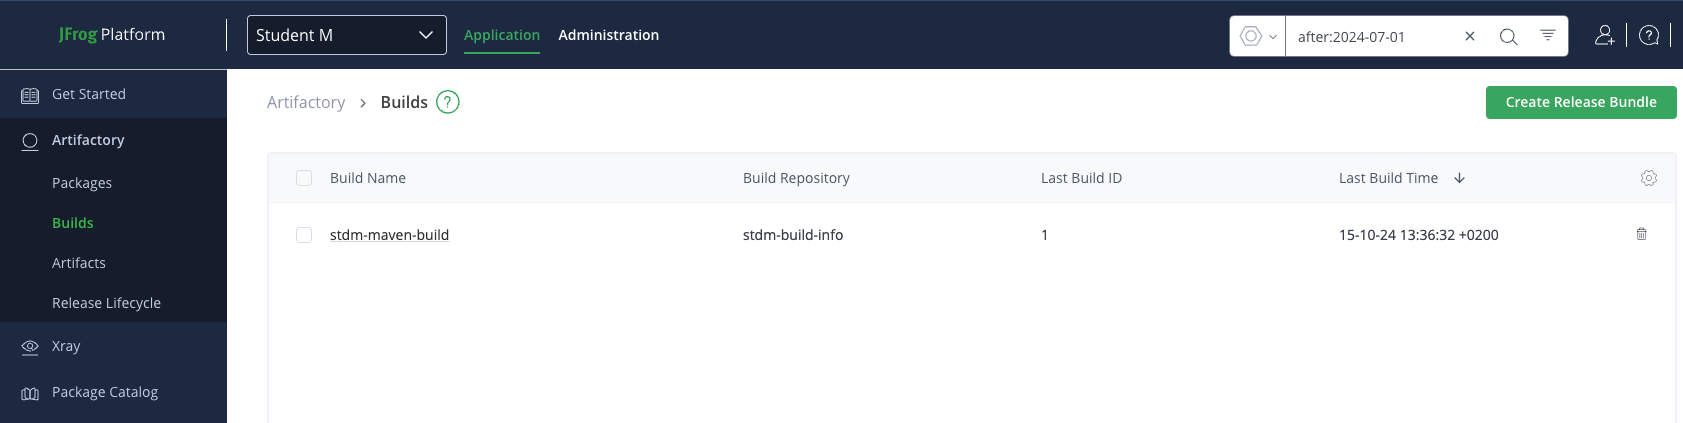 JFrog Platform
Student M
Application
Administration
after:2024-07-01
Get Started
Artifactory
Packages
Builds
Artifacts
Release Lifecycle
Xray
Package Catalog
Artifactory > Builds ?
Create Release Bundle
Build Name Build Repository Last Build ID Last Build Time
stdm-maven-build stdm-build-info 1 15-10-24 13:36:32 +0200